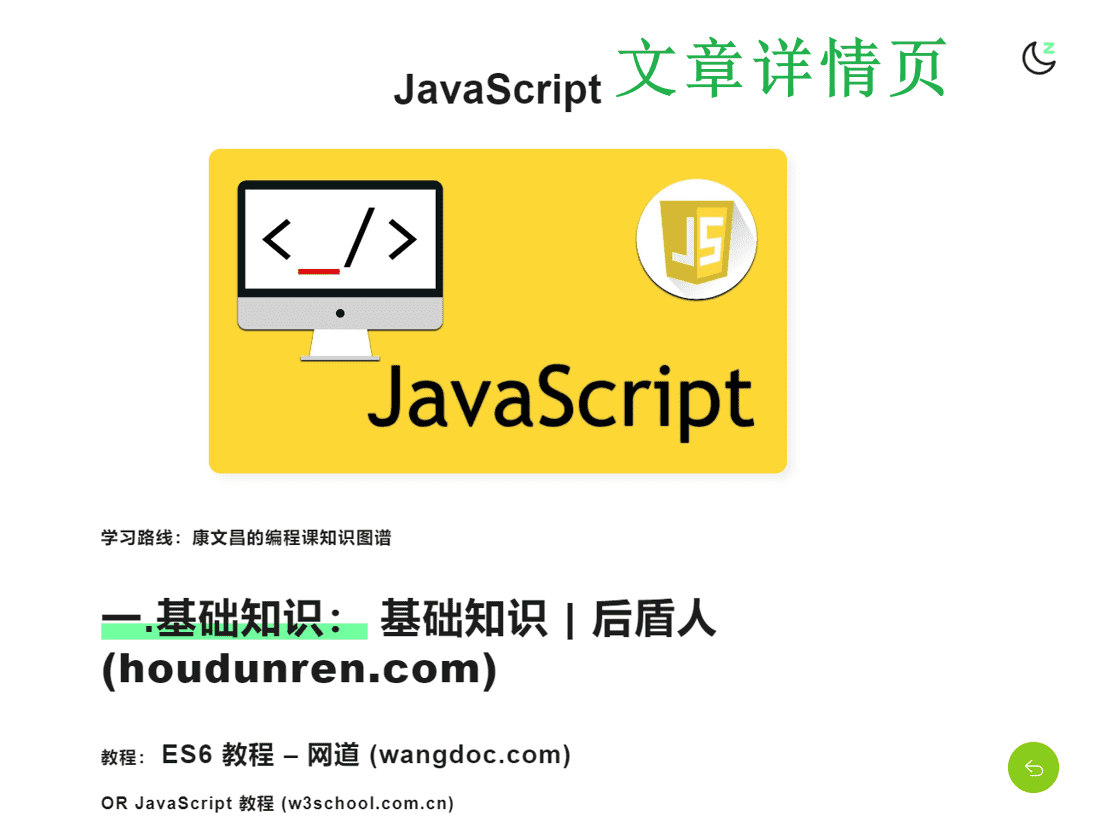 JavaScript 文章详情页
z
<_/>
JS
JavaScript
学习路线：康文昌的编程课知识图谱
一.基础知识： 基础知识 | 后盾人
(houdunren.com)
教程： ES6 教程 – 网道 (wangdoc.com)
OR JavaScript 教程 (w3school.com.cn)